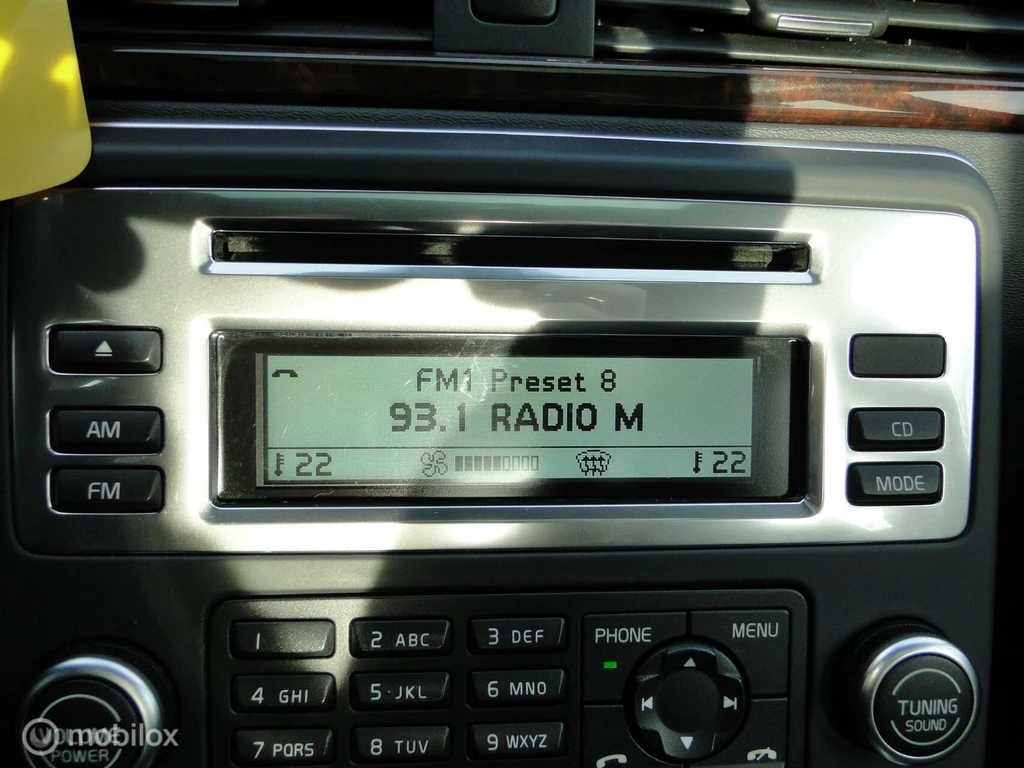 FM1 Preset 8
93.1 RADIO M
22 22
AM
FM
CD
MODE
1 2 ABC 3 DEF
4 GHI 5 JKL 6 MNO
7 PQRS 8 TUV 9 WXYZ
PHONE MENU
VOLUME
POWER
TUNING
SOUND
mobilox